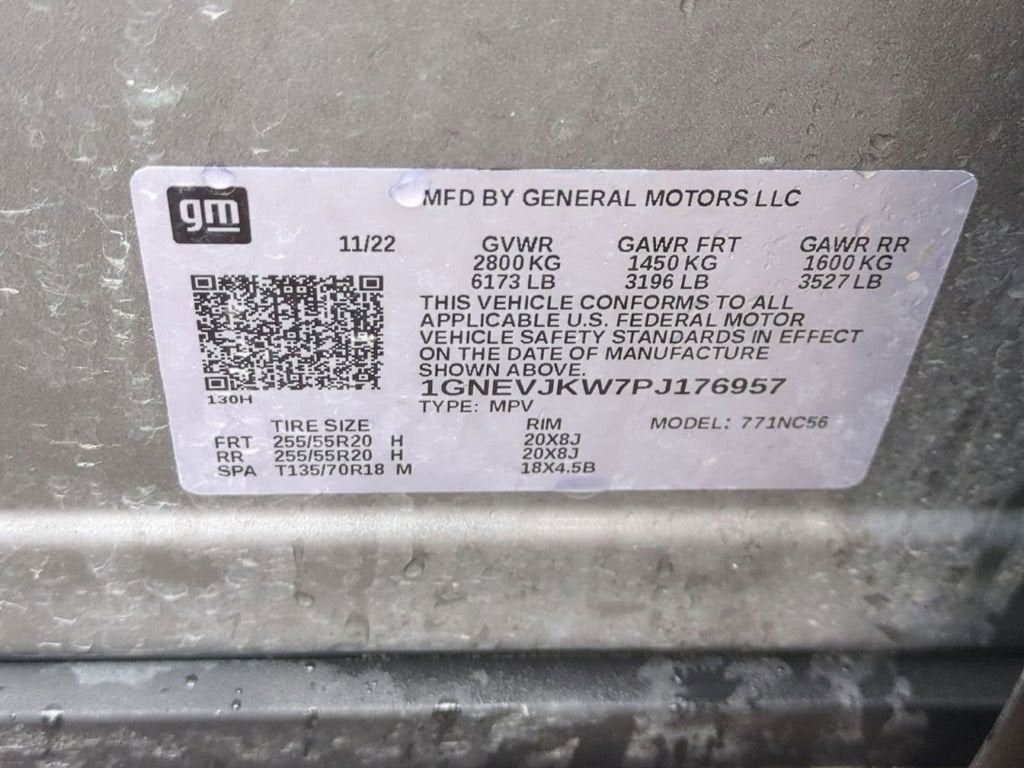 gm
MFD BY GENERAL MOTORS LLC
11/22 GVWR GAWR FRT GAWR RR
2800 KG 1450 KG 1600 KG
6173 LB 3196 LB 3527 LB
THIS VEHICLE CONFORMS TO ALL
APPLICABLE U.S. FEDERAL MOTOR
VEHICLE SAFETY STANDARDS IN EFFECT
ON THE DATE OF MANUFACTURE
SHOWN ABOVE.
1GNEVJKW7PJ176957
130H
TYPE: MPV
TIRE SIZE RIM MODEL: 771NC56
FRT 255/55R20 H 20X8J
RR 255/55R20 H 20X8J
SPA T135/70R18 M 18X4.5B